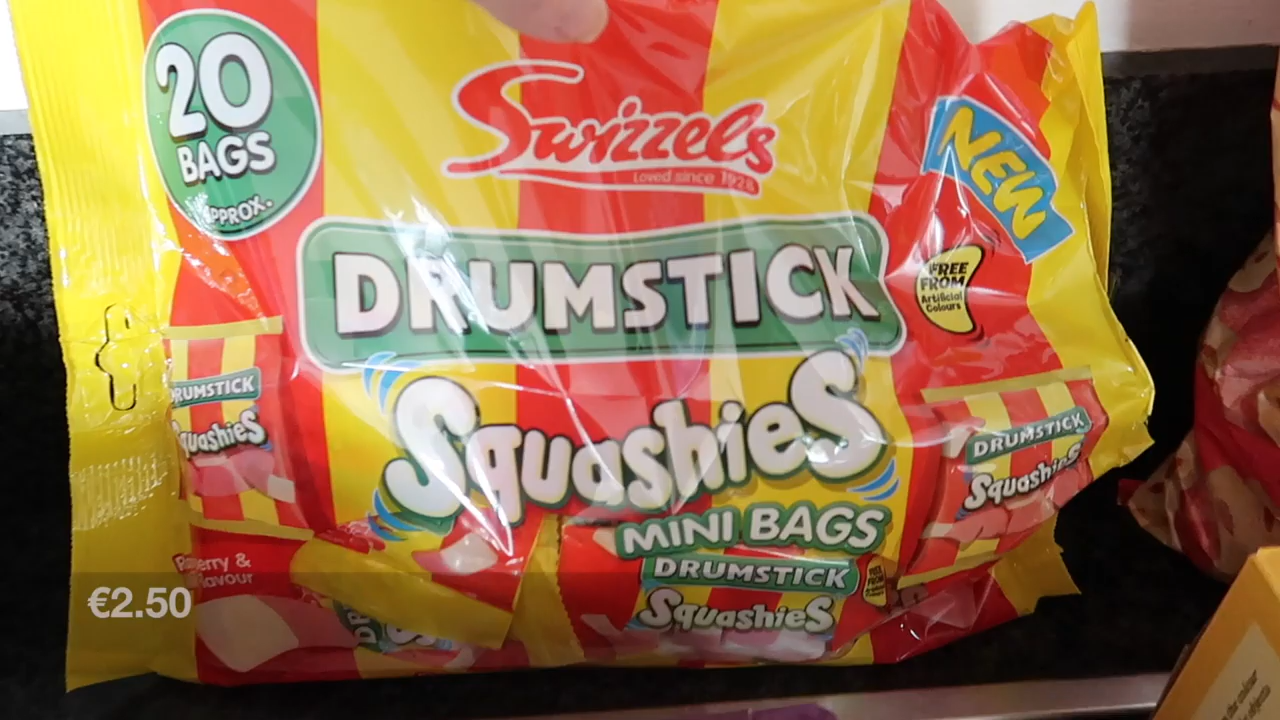 20
BAGS
APPROX.
Swizzels
Loved since 1928
NEW
DRUMSTICK
FREE
FROM
Artificial
Colours
SquashieS
MINI BAGS
DRUMSTICK
SquashieS
DRUMSTICK
SquashieS
DRUMSTICK
SquashieS
€2.50